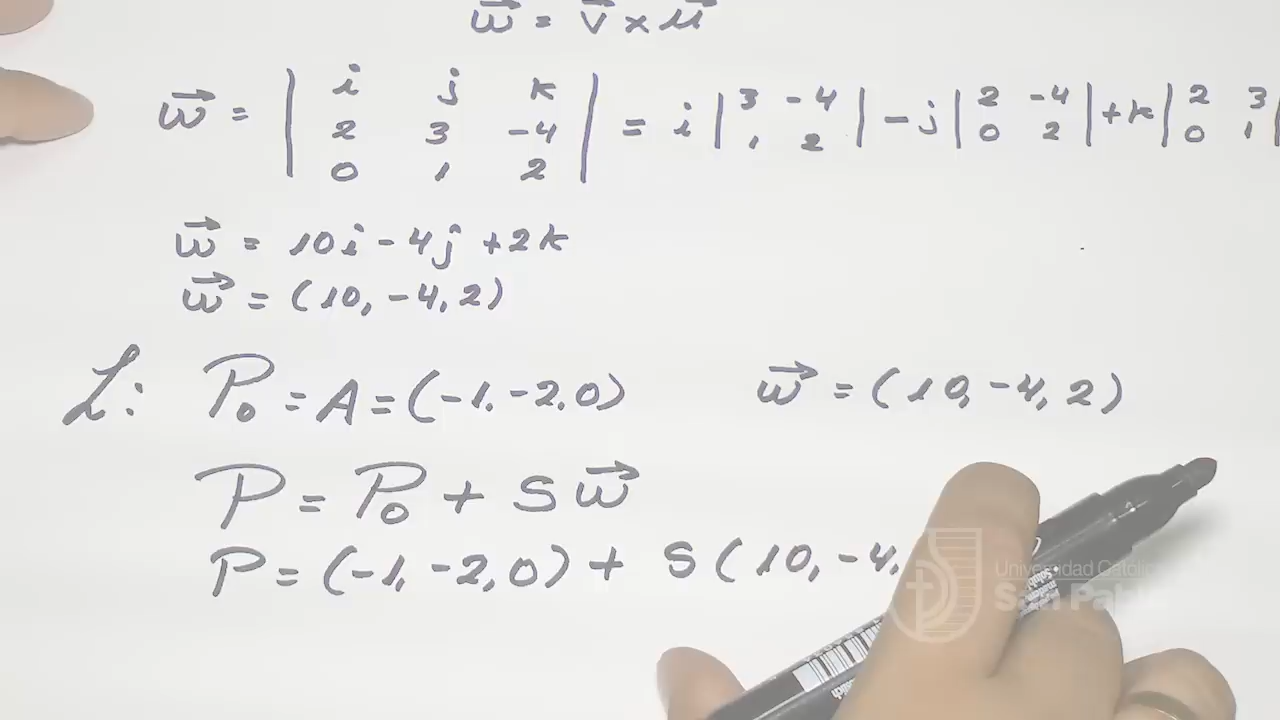 w⃗ = v⃗ × μ⃗
w⃗ = | i j k | = i | 3 -4 | - j | 2 -4 | + k | 2 3 |
| 2 3 -4 | | 1 2 | | 0 2 | | 0 1 |
| 0 1 2 |
w⃗ = 10i - 4j + 2k
w⃗ = (10, -4, 2)
L: P₀ = A = (-1, -2, 0) w⃗ = (10, -4, 2)
P = P₀ + S w⃗
P = (-1, -2, 0) + S (10, -4,
Universidad Católica
San Pablo